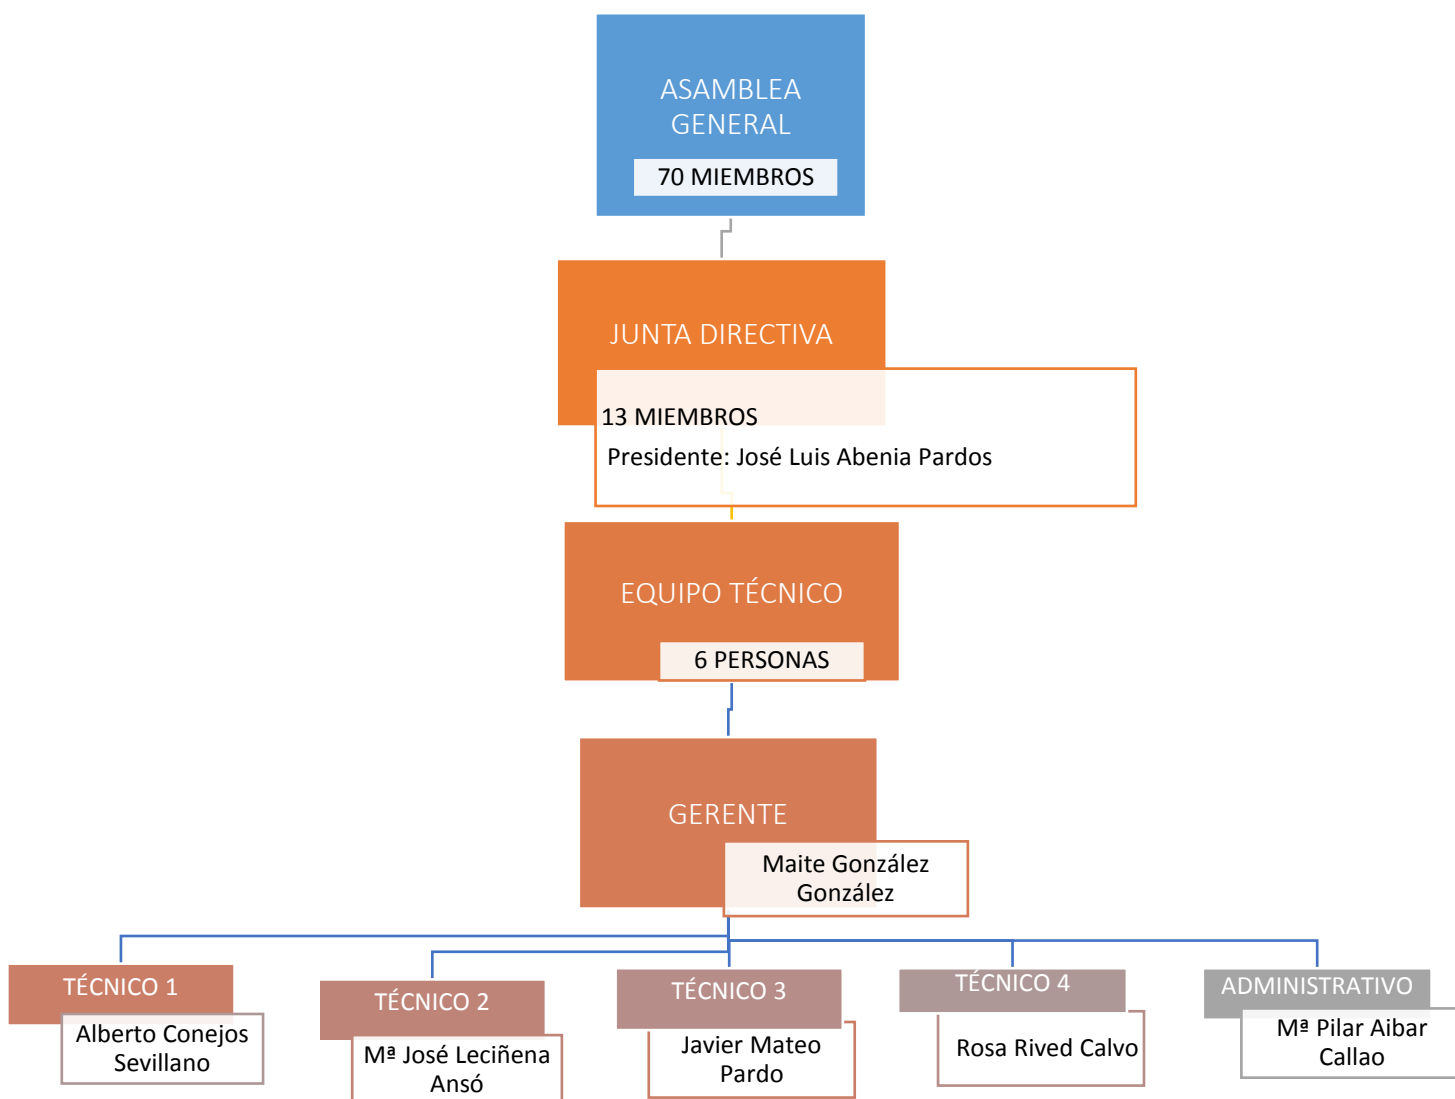 ASAMBLEA
GENERAL
70 MIEMBROS
JUNTA DIRECTIVA
13 MIEMBROS
Presidente: José Luis Abenia Pardos
EQUIPO TÉCNICO
6 PERSONAS
GERENTE
Maite González
González
TÉCNICO 1
Alberto Conejos
Sevillano
TÉCNICO 2
Mª José Leciñena
Ansó
TÉCNICO 3
Javier Mateo
Pardo
TÉCNICO 4
Rosa Rived Calvo
ADMINISTRATIVO
Mª Pilar Aibar
Callao